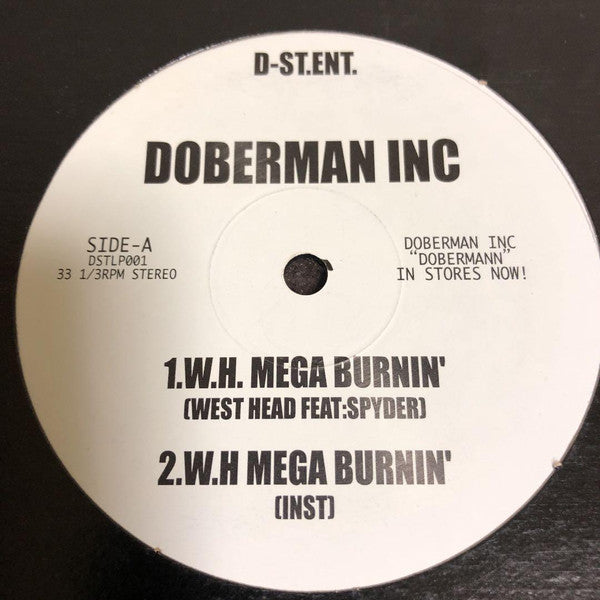 D-ST.ENT.
DOBERMAN INC
SIDE-A
DSTLP001
33 1/3RPM STEREO
DOBERMAN INC
“DOBERMANN”
IN STORES NOW!
1.W.H. MEGA BURNIN'
(WEST HEAD FEAT:SPYDER)
2.W.H MEGA BURNIN'
(INST)